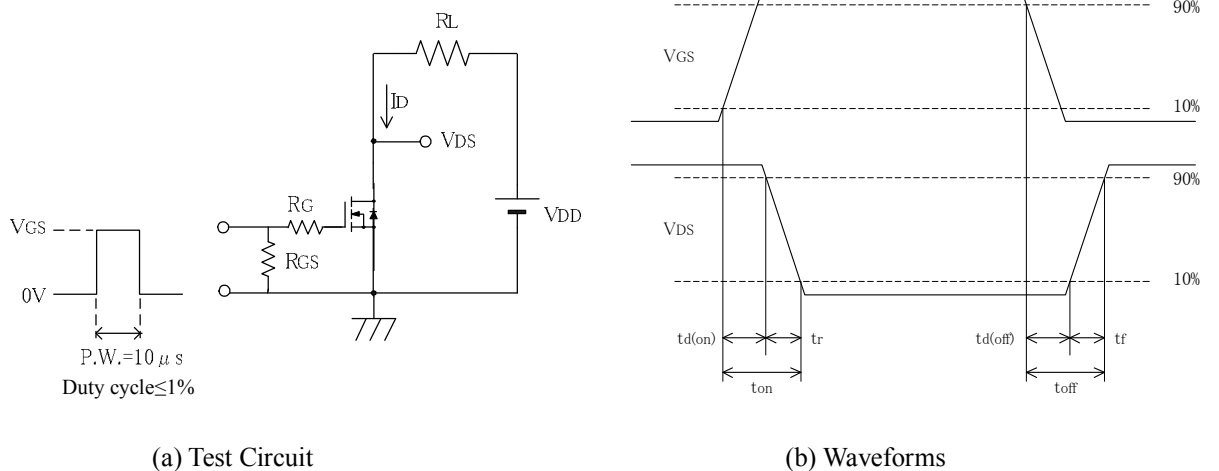 RL
ID
VDS
RG
RGS
VDD
VGS
0V
P.W.=10μs
Duty cycle≤1%
(a) Test Circuit
90%
VGS
10%
90%
VDS
10%
td(on) tr td(off) tf
ton toff
(b) Waveforms